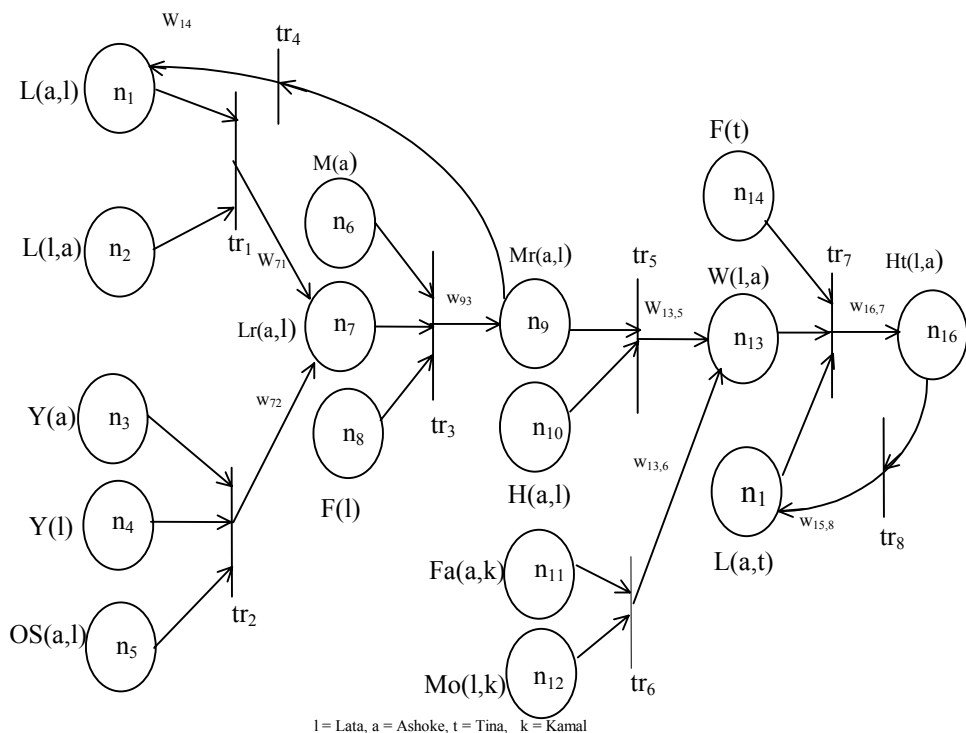 W14
tr4
L(a,l)
n1
F(t)
M(a)
n14
n6
L(l,a)
n2
tr1
W71
Mr(a,l)
tr5
W(l,a)
tr7
Ht(l,a)
w93
W13,5
w16,7
Lr(a,l)
n7
n9
n13
n16
w72
Y(a)
n3
n8
tr3
n10
F(l)
H(a,l)
w13,6
n1
w15,8
Y(l)
n4
L(a,t)
tr8
Fa(a,k)
n11
tr2
OS(a,l)
n5
Mo(l,k)
n12
tr6
l = Lata, a = Ashoke, t = Tina, k = Kamal